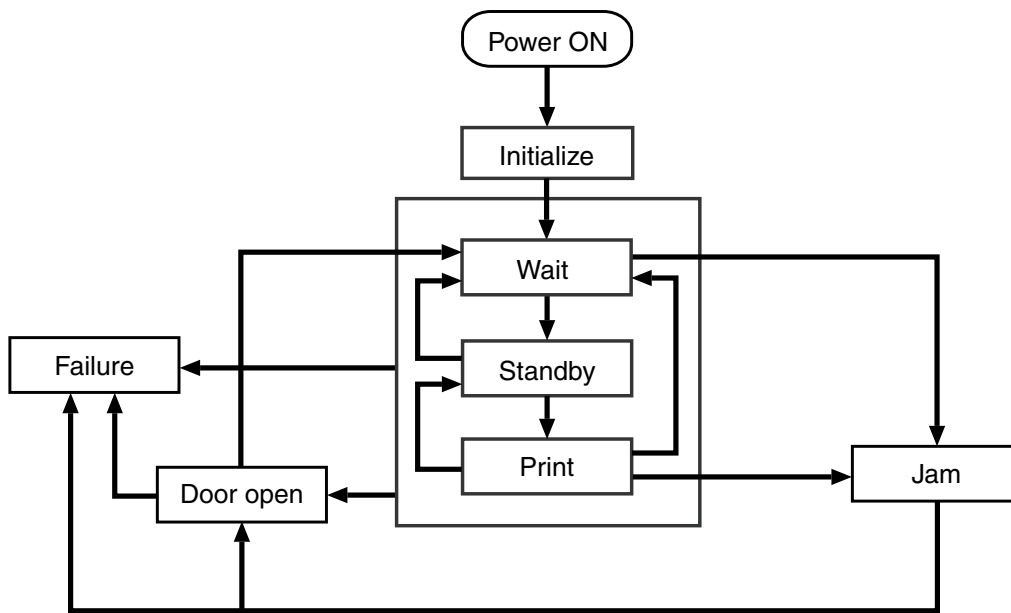 Power ON
Initialize
Wait
Failure
Standby
Print
Door open
Jam